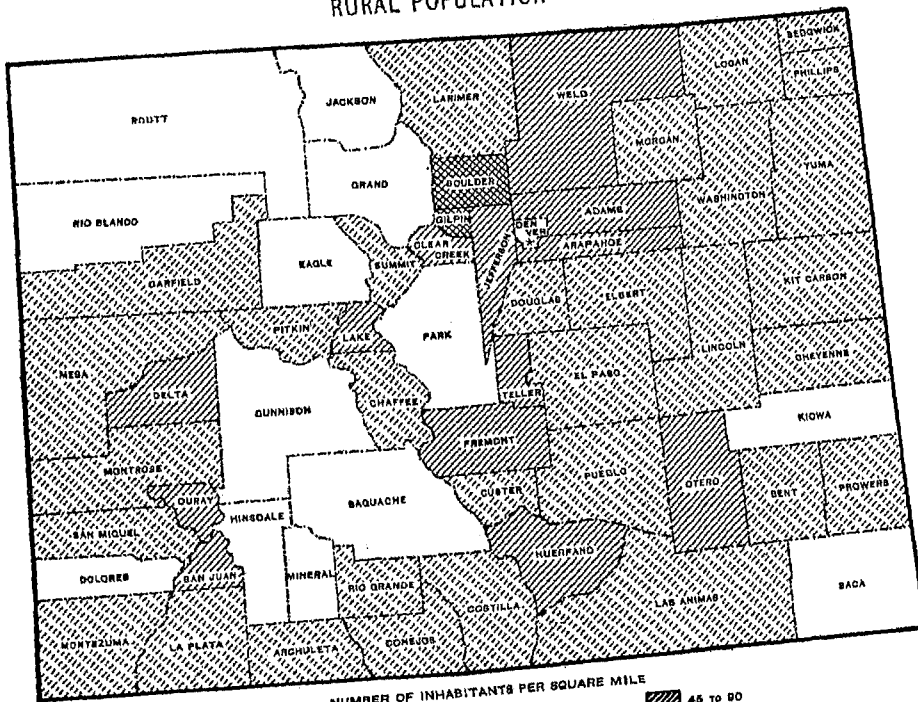 RURAL POPULATION
SEDGWICK
LOGAN
PHILLIPS
WELD
LARIMER
JACKSON
ROUTT
MORGAN
YUMA
GRAND
BOULDER
WASHINGTON
RIO BLANCO
GILPIN
ADAMS
DEN
VER
CLEAR
CREEK
ARAPAHOE
JEFFERSON
EAGLE
SUMMIT
GARFIELD
KIT CARSON
DOUGLAS
ELBERT
PITKIN
LAKE
PARK
LINCOLN
CHEYENNE
MESA
EL PASO
DELTA
TELLER
GUNNISON
CHAFFEE
KIOWA
FREMONT
MONTROSE
PUEBLO
OTERO
BENT
PROWERS
OURAY
SAGUACHE
CUSTER
HINSDALE
SAN MIGUEL
HUERFANO
DOLORES
SAN JUAN
MINERAL
RIO GRANDE
BACA
COSTILLA
LAS ANIMAS
MONTEZUMA
LA PLATA
ARCHULETA
CONEJOS
NUMBER OF INHABITANTS PER SQUARE MILE
45 TO 90